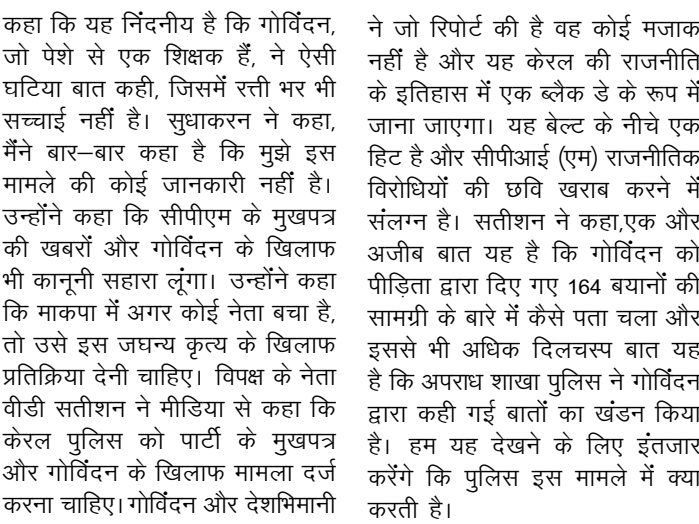 कहा कि यह निंदनीय है कि गोविंदन,
जो पेशे से एक शिक्षक हैं, ने ऐसी
घटिया बात कही, जिसमें रत्ती भर भी
सच्चाई नहीं है। सुधाकरन ने कहा,
मैंने बार–बार कहा है कि मुझे इस
मामले की कोई जानकारी नहीं है।
उन्होंने कहा कि सीपीएम के मुखपत्र
की खबरों और गोविंदन के खिलाफ
भी कानूनी सहारा लूंगा। उन्होंने कहा
कि माकपा में अगर कोई नेता बचा है,
तो उसे इस जघन्य कृत्य के खिलाफ
प्रतिक्रिया देनी चाहिए। विपक्ष के नेता
वीडी सतीशन ने मीडिया से कहा कि
केरल पुलिस को पार्टी के मुखपत्र
और गोविंदन के खिलाफ मामला दर्ज
करना चाहिए। गोविंदन और देशभिमानी
ने जो रिपोर्ट की है वह कोई मजाक
नहीं है और यह केरल की राजनीति
के इतिहास में एक ब्लैक डे के रूप में
जाना जाएगा। यह बेल्ट के नीचे एक
हिट है और सीपीआई (एम) राजनीतिक
विरोधियों की छवि खराब करने में
संलग्न है। सतीशन ने कहा,एक और
अजीब बात यह है कि गोविंदन को
पीड़िता द्वारा दिए गए 164 बयानों की
सामग्री के बारे में कैसे पता चला और
इससे भी अधिक दिलचस्प बात यह
है कि अपराध शाखा पुलिस ने गोविंदन
द्वारा कही गई बातों का खंडन किया
है। हम यह देखने के लिए इंतजार
करेंगे कि पुलिस इस मामले में क्या
करती है।